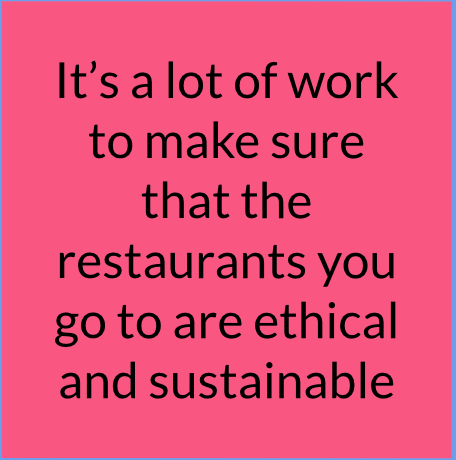 It’s a lot of work
to make sure
that the
restaurants you
go to are ethical
and sustainable